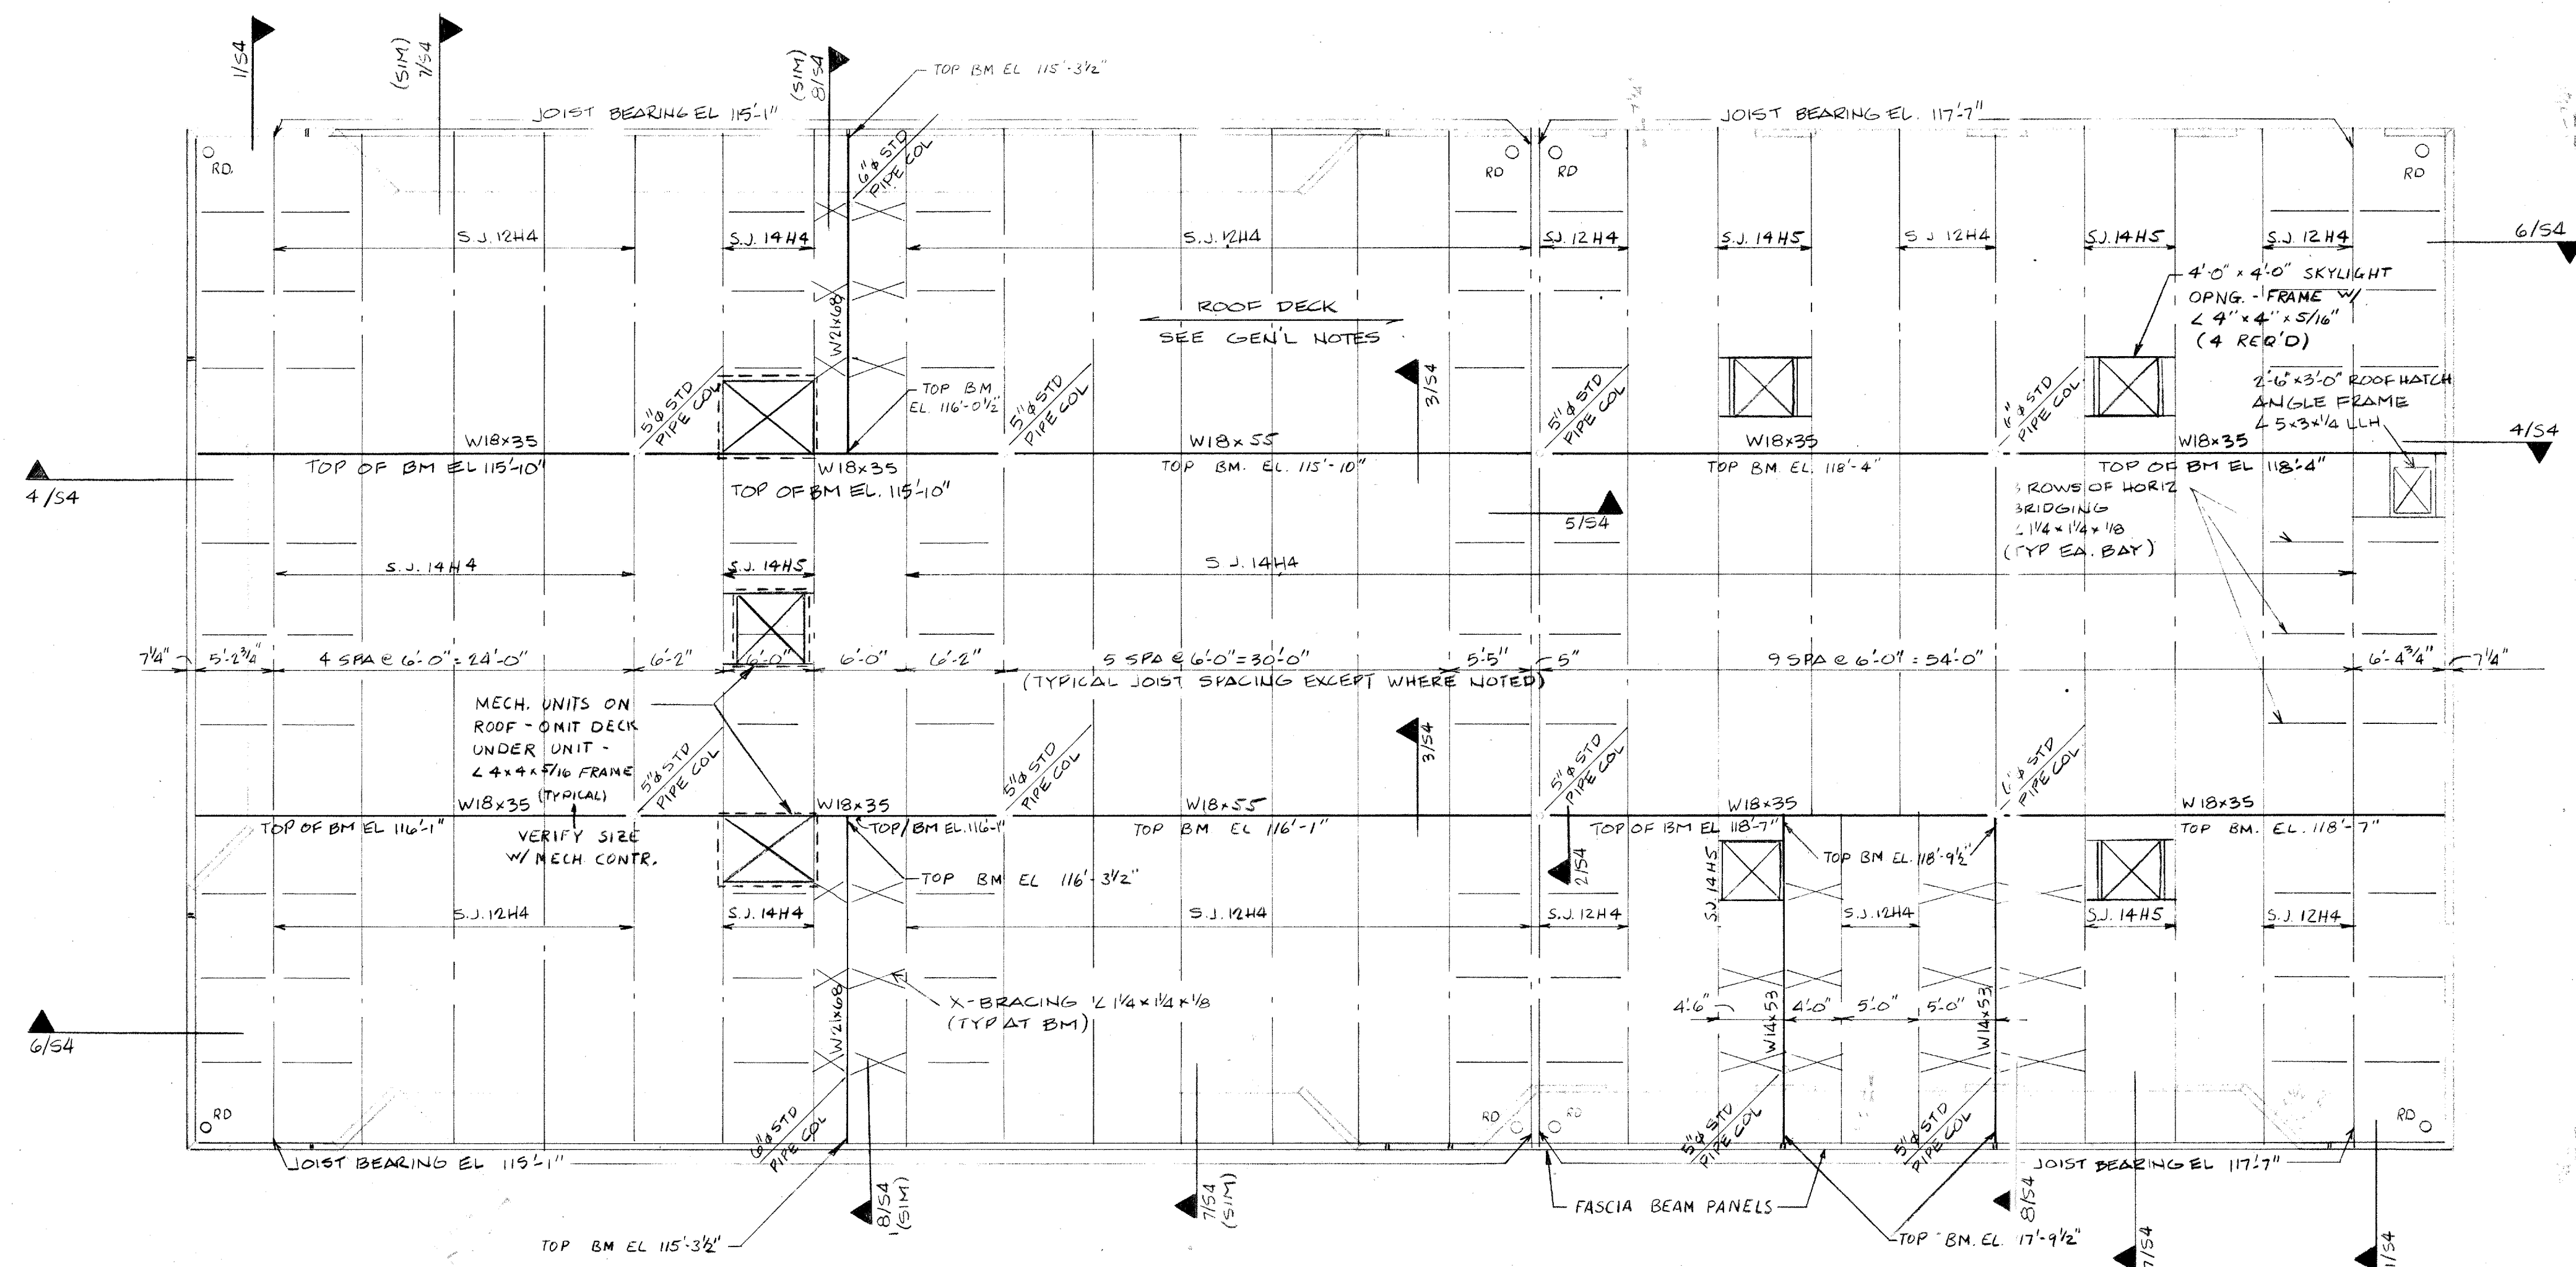 1/S4
(SIM)
7/S4
(SIM)
8/S4
TOP BM EL 115'-3½"
JOIST BEARING EL 115'-1"
JOIST BEARING EL. 117'-7"
6"ϕ STD
PIPE COL
RD.
RD
RD
RD
S.J. 12H4
S.J. 14H4
S.J. 12H4
S.J. 12H4
S.J. 14H5
S J 12H4
S.J. 14H5
S.J. 12H4
6/S4
4'-0" x 4'-0" SKYLIGHT
OPNG. - FRAME W/
∠ 4" x 4" x 5/16"
(4 REQ'D)
W21x68
ROOF DECK
SEE GEN'L NOTES
3/S4
TOP BM
EL. 116'-0½"
5"ϕ STD
PIPE COL
5"ϕ STD
PIPE COL
5"ϕ STD
PIPE COL
ϕ STD
PIPE COL
2'-6"x3'-0" ROOF HATCH
ANGLE FRAME
∠ 5x3x1/4 LLH
W18x35
TOP OF BM EL 115'-10"
W18x35
TOP OF BM EL. 115'-10"
W18x55
TOP BM. EL. 115'-10"
W18x35
TOP BM. EL. 118'-4"
W18x35
TOP OF BM EL 118'-4"
4/S4
4/S4
5/S4
3 ROWS OF HORIZ
BRIDGING
∠ 1¼ x 1¼ x 1/8
(TYP EA. BAY)
S.J. 14H4
S.J. 14H5
S J. 14H4
7¼"
5'-2¾"
4 SPA @ 6'-0" = 24'-0"
6'-2"
6'-0"
6'-0"
6'-2"
5 SPA @ 6'-0" = 30'-0"
5'-5"
5"
9 SPA @ 6'-0" = 54'-0"
6'-4¾"
7¼"
(TYPICAL JOIST SPACING EXCEPT WHERE NOTED)
MECH. UNITS ON
ROOF - OMIT DECK
UNDER UNIT -
∠ 4x4x5/16 FRAME
(TYPICAL)
VERIFY SIZE
W/ MECH CONTR.
5"ϕ STD
PIPE COL
5"ϕ STD
PIPE COL
3/S4
5"ϕ STD
PIPE COL
ϕ STD
PIPE COL
W18x35
TOP OF BM EL 116'-1"
W18x35
TOP BM EL. 116'-1"
W18x55
TOP BM EL 116'-1"
W18x35
TOP OF BM EL 118'-7"
W18x35
TOP BM. EL. 118'-7"
TOP BM EL 116'-3½"
2/S4
TOP BM EL. 118'-9½"
S.J. 14H5
S.J. 12H4
S.J. 14H4
S.J. 12H4
S.J. 12H4
S.J. 12H4
S.J. 14H5
S.J. 12H4
X-BRACING ∠ 1¼ x 1¼ x 1/8
(TYP AT BM)
W21x68
4'-6"
W14x53
4'-0"
5'-0"
5'-0"
W14x53
6/S4
RD
RD
RD
RD
6"ϕ STD
PIPE COL
5"ϕ STD
PIPE COL
5"ϕ STD
PIPE COL
JOIST BEARING EL 115'-1"
JOIST BEARING EL 117'-7"
FASCIA BEAM PANELS
8/S4
(SIM)
7/S4
(SIM)
8/S4
TOP BM EL 115'-3½"
TOP BM. EL. 17'-9½"
7/S4
1/S4